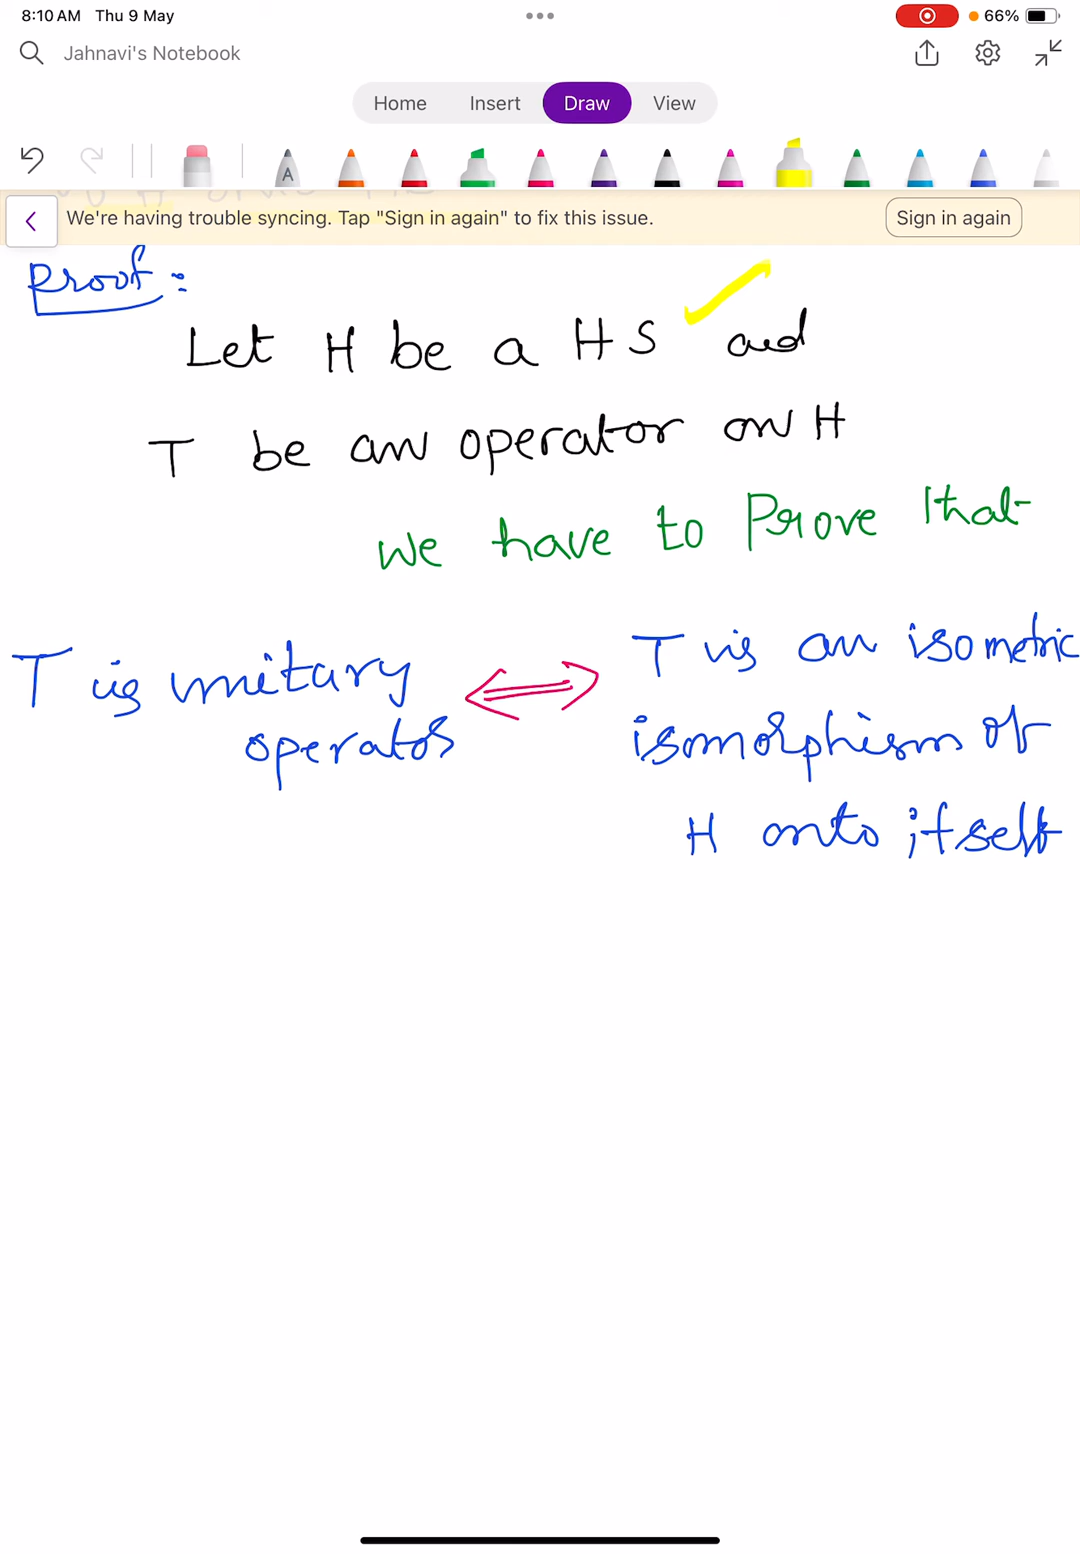 8:10 AM Thu 9 May
66%
Jahnavi's Notebook
Home Insert Draw View
A
We're having trouble syncing. Tap "Sign in again" to fix this issue.
Sign in again
Proof :
Let H be a HS and
T be an operator on H
we have to Prove that
T is unitary ⟺ T is an isometric
operator isomorphism of
H onto itself